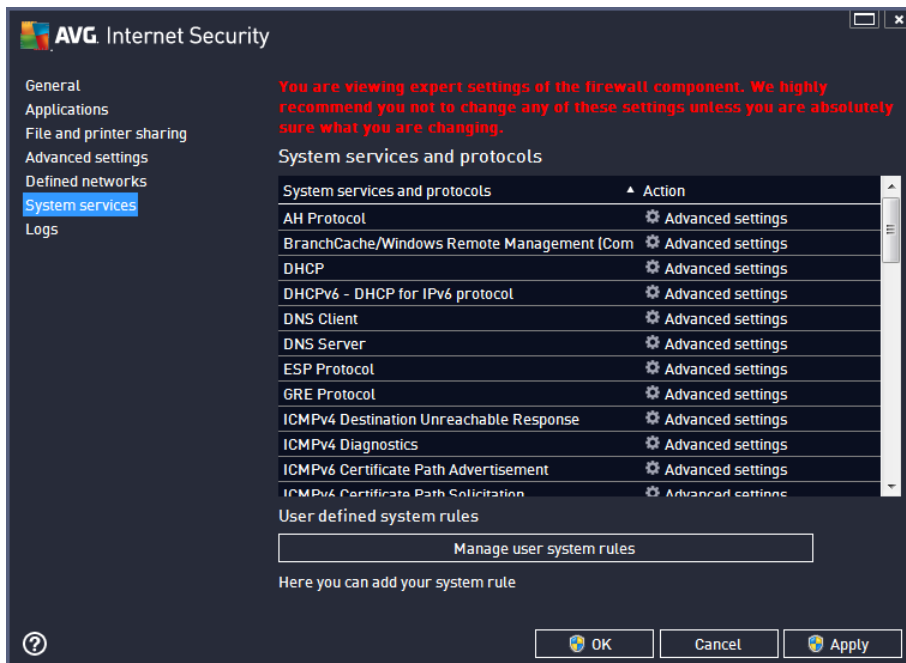 AVG. Internet Security
General
Applications
File and printer sharing
Advanced settings
Defined networks
System services
Logs
You are viewing expert settings of the firewall component. We highly
recommend you not to change any of these settings unless you are absolutely
sure what you are changing.
System services and protocols
System services and protocols Action
AH Protocol Advanced settings
BranchCache/Windows Remote Management (Com Advanced settings
DHCP Advanced settings
DHCPv6 - DHCP for IPv6 protocol Advanced settings
DNS Client Advanced settings
DNS Server Advanced settings
ESP Protocol Advanced settings
GRE Protocol Advanced settings
ICMPv4 Destination Unreachable Response Advanced settings
ICMPv4 Diagnostics Advanced settings
ICMPv6 Certificate Path Advertisement Advanced settings
ICMPv6 Certificate Path Solicitation Advanced settings
User defined system rules
Manage user system rules
Here you can add your system rule
OK Cancel Apply